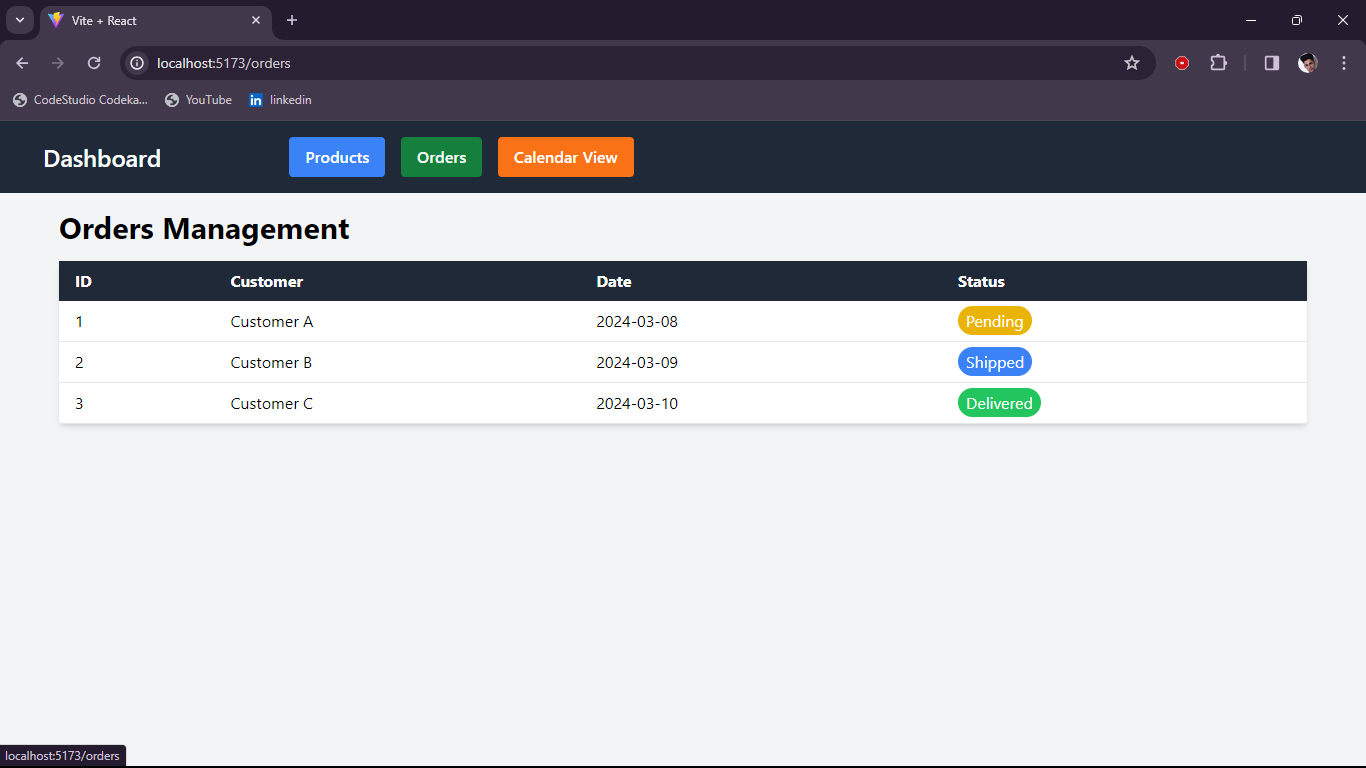 Vite + React
localhost:5173/orders
CodeStudio Codeka... YouTube in linkedin
Dashboard Products Orders Calendar View
Orders Management
ID Customer Date Status
1 Customer A 2024-03-08 Pending
2 Customer B 2024-03-09 Shipped
3 Customer C 2024-03-10 Delivered
localhost:5173/orders